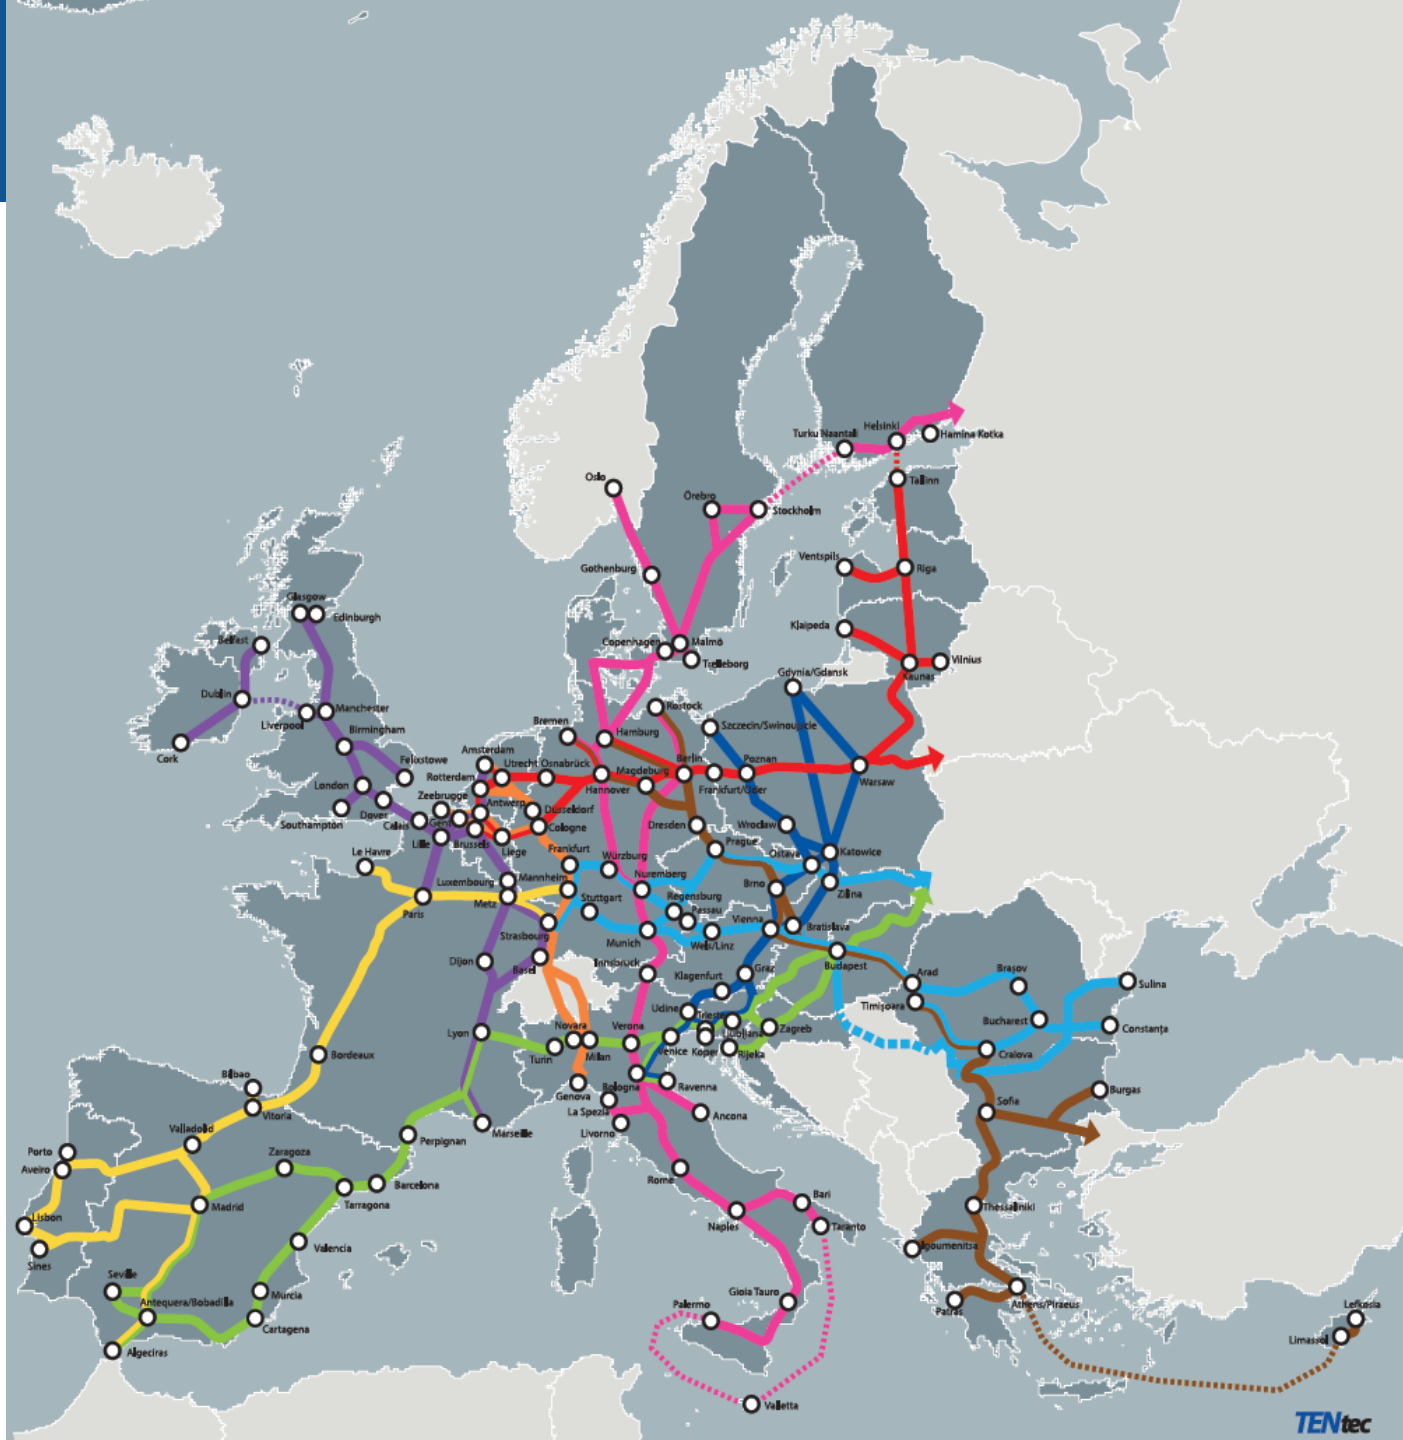 Helsinki
Turku Naantali
Hamina Kotka
Oslo
Tallinn
Örebro
Stockholm
Ventspils
Riga
Gothenburg
Glasgow
Edinburgh
Klaipeda
Belfast
Copenhagen
Malmö
Trelleborg
Vilnius
Kaunas
Gdynia/Gdansk
Dublin
Manchester
Liverpool
Rostock
Bremen
Hamburg
Szczecin/Swinoujscie
Birmingham
Cork
Felixstowe
Amsterdam
Utrecht
Osnabrück
Berlin
Poznan
Rotterdam
Magdeburg
Hannover
Frankfurt/Oder
Warsaw
London
Zeebrugge
Antwerp
Düsseldorf
Southampton
Dover
Calais
Gent
Cologne
Dresden
Wroclaw
Lille
Brussels
Liege
Frankfurt
Prague
Le Havre
Würzburg
Ostava
Katowice
Luxembourg
Mannheim
Nuremberg
Brno
Zilina
Metz
Paris
Stuttgart
Regensburg
Passau
Strasbourg
Munich
Wels/Linz
Vienna
Bratislava
Dijon
Basel
Innsbruck
Klagenfurt
Graz
Budapest
Arad
Braşov
Sulina
Timişoara
Udine
Trieste
Lyon
Novara
Verona
Ljubljana
Zagreb
Bucharest
Constanţa
Turin
Milan
Venice
Koper
Rijeka
Craiova
Bordeaux
Bilbao
Genova
Bologna
Ravenna
Burgas
Vitoria
La Spezia
Ancona
Sofia
Valladolid
Livorno
Perpignan
Marseille
Porto
Aveiro
Zaragoza
Barcelona
Rome
Tarragona
Madrid
Bari
Thessaliniki
Lisbon
Naples
Taranto
Sines
Valencia
Igoumenitsa
Seville
Murcia
Gioia Tauro
Antequera/Bobadilla
Palermo
Patras
Athens/Piraeus
Lefkosia
Cartagena
Limassol
Algeciras
Valletta
TENtec